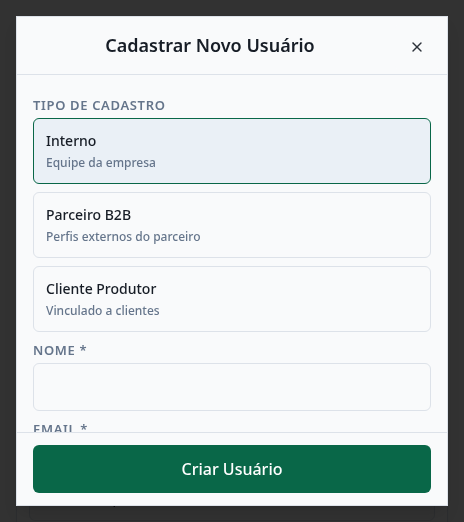 Cadastrar Novo Usuário
×
TIPO DE CADASTRO
Interno
Equipe da empresa
Parceiro B2B
Perfis externos do parceiro
Cliente Produtor
Vinculado a clientes
NOME *
EMAIL *
Criar Usuário